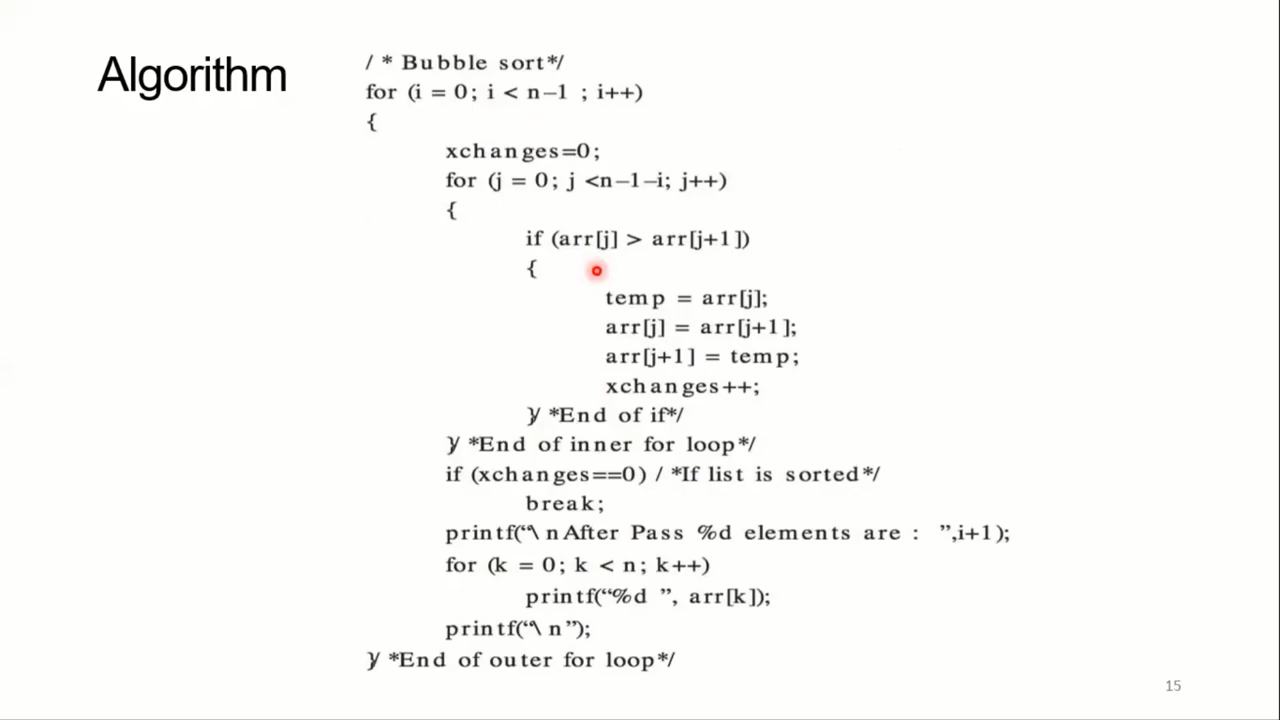 Algorithm
/ * Bubble sort*/
for (i = 0; i < n–1 ; i++)
{
xchanges=0;
for (j = 0; j <n–1–i; j++)
{
if (arr[j] > arr[j+1])
{
temp = arr[j];
arr[j] = arr[j+1];
arr[j+1] = temp;
xchanges++;
}/ *End of if*/
}/ *End of inner for loop*/
if (xchanges==0) / *If list is sorted*/
break;
printf(“\ nAfter Pass %d elements are : ”,i+1);
for (k = 0; k < n; k++)
printf(“%d ”, arr[k]);
printf(“\ n”);
}/ *End of outer for loop*/
15